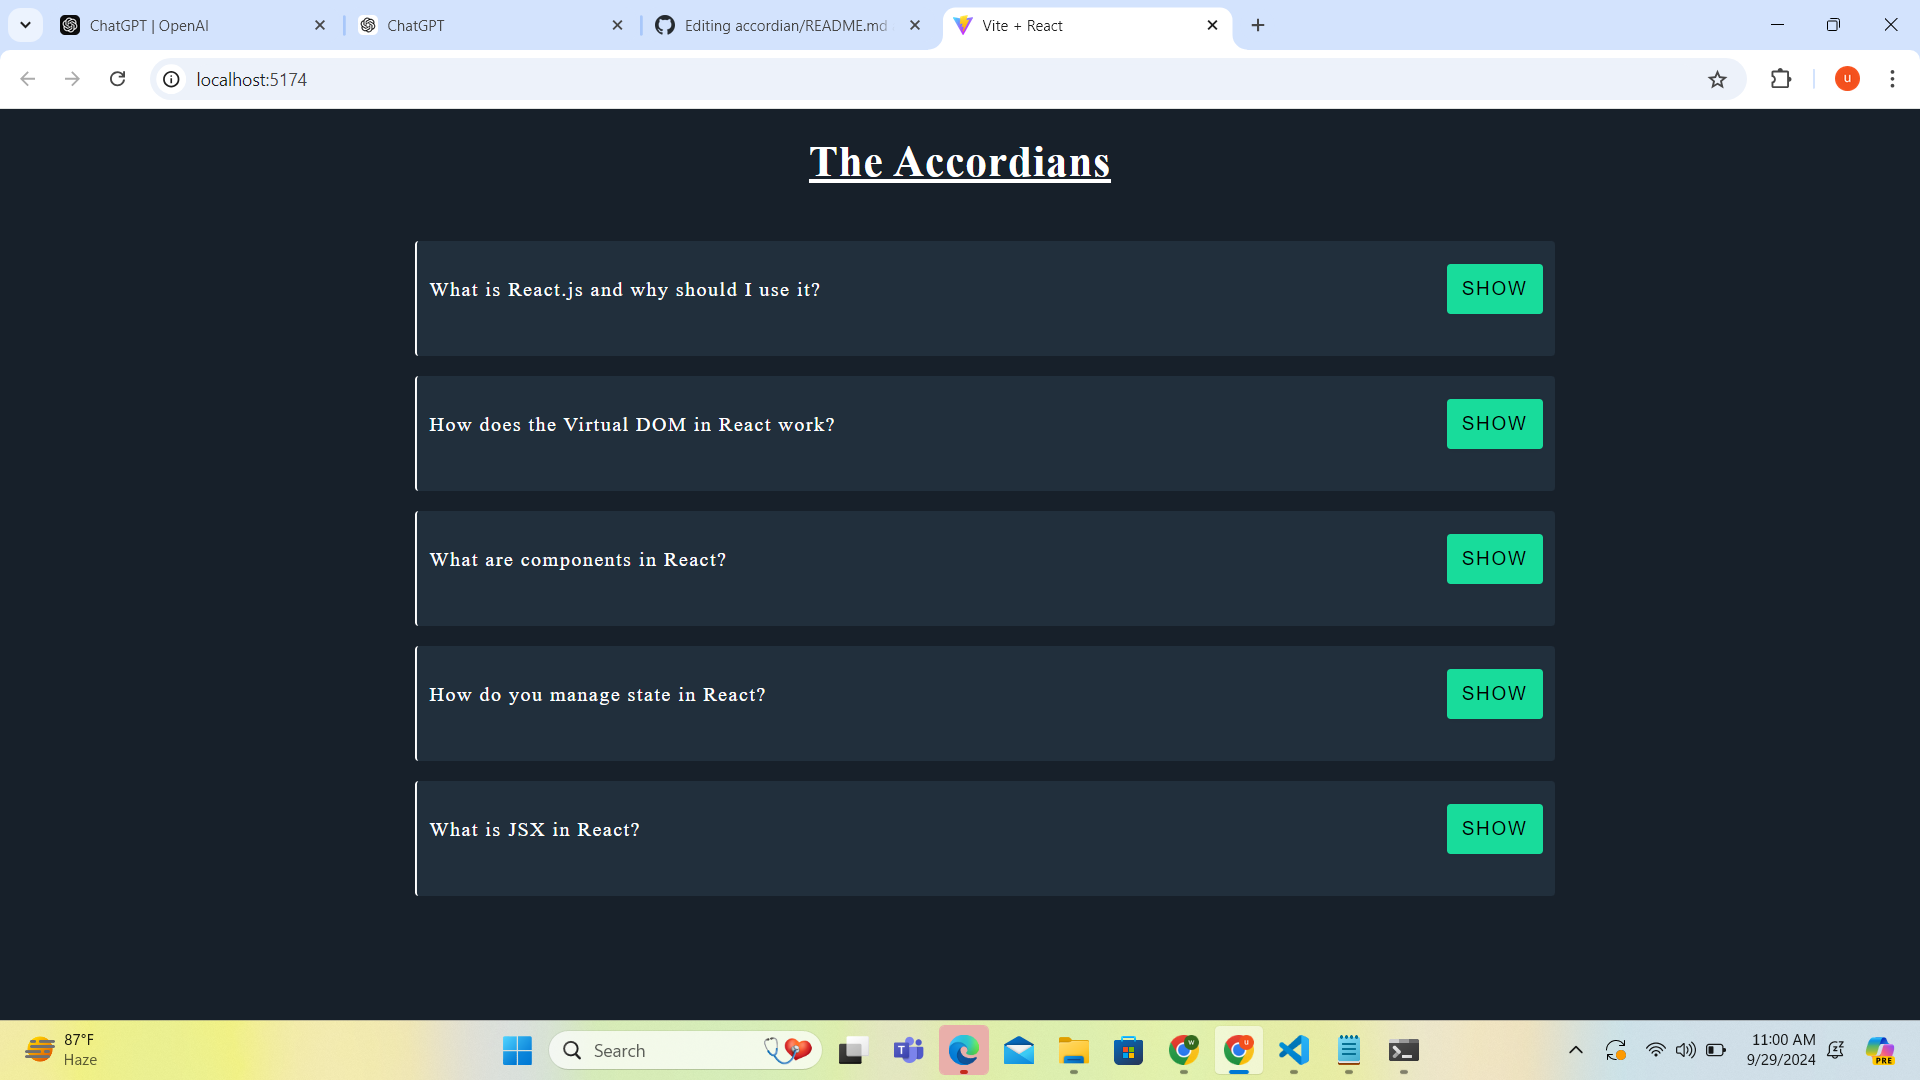 ChatGPT | OpenAI
ChatGPT
Editing accordian/README.md
Vite + React
localhost:5174
u
The Accordians
What is React.js and why should I use it?
SHOW
How does the Virtual DOM in React work?
SHOW
What are components in React?
SHOW
How do you manage state in React?
SHOW
What is JSX in React?
SHOW
87°F
Haze
Search
w
u
11:00 AM
9/29/2024
PRE